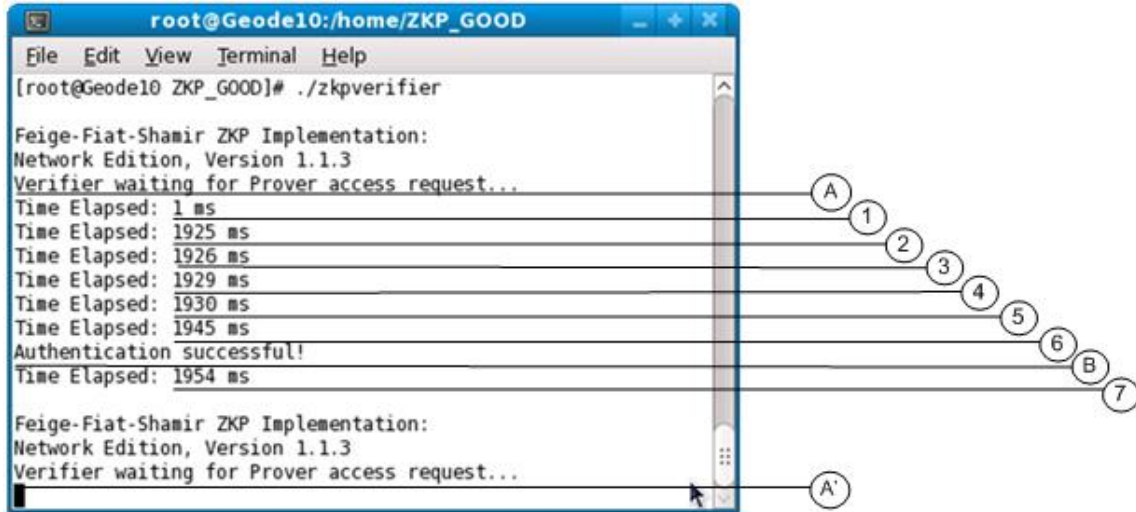 root@Geode10:/home/ZKP_GOOD
File Edit View Terminal Help
[root@Geode10 ZKP_GOOD]# ./zkpverifier
Feige-Fiat-Shamir ZKP Implementation:
Network Edition, Version 1.1.3
Verifier waiting for Prover access request...
A
Time Elapsed: 1 ms
1
Time Elapsed: 1925 ms
2
Time Elapsed: 1926 ms
3
Time Elapsed: 1929 ms
4
Time Elapsed: 1930 ms
5
Time Elapsed: 1945 ms
6
Authentication successful!
B
Time Elapsed: 1954 ms
7
Feige-Fiat-Shamir ZKP Implementation:
Network Edition, Version 1.1.3
Verifier waiting for Prover access request...
A'